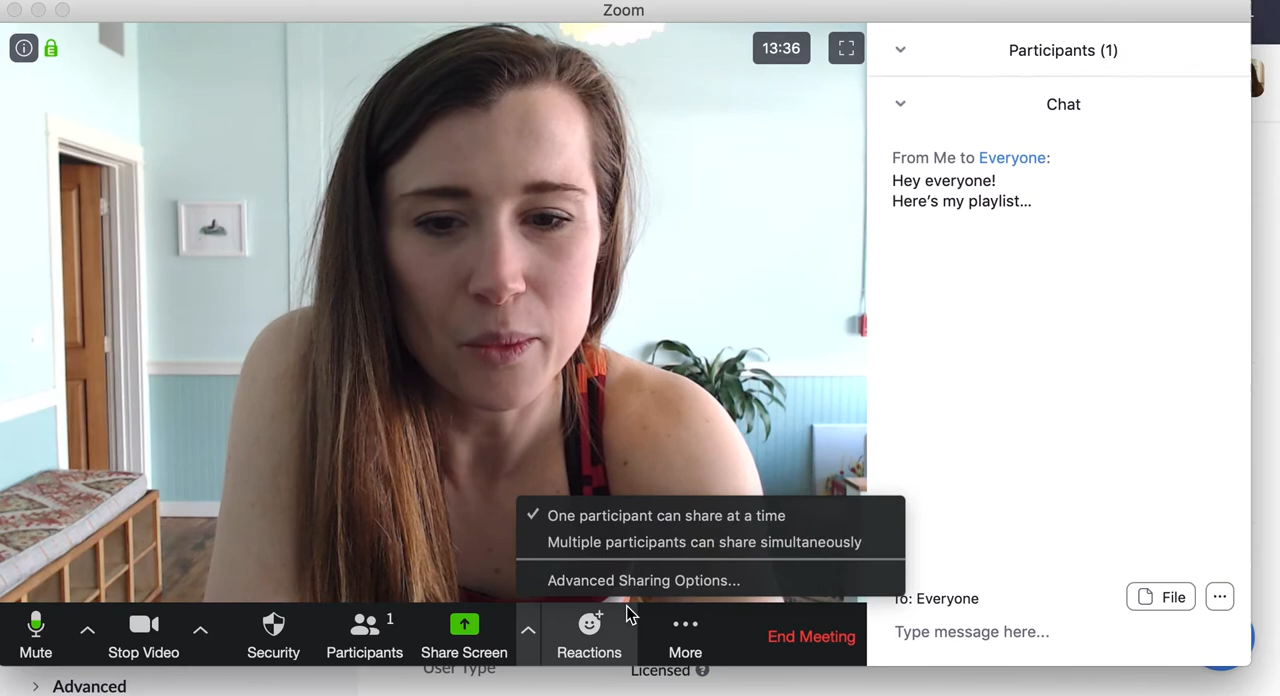 Zoom
13:36
Participants (1)
Chat
From Me to Everyone:
Hey everyone!
Here's my playlist...
One participant can share at a time
Multiple participants can share simultaneously
Advanced Sharing Options...
To: Everyone
File
Type message here...
1
Mute
Stop Video
Security
Participants
Share Screen
Reactions
More
End Meeting
User Type
Licensed
Advanced